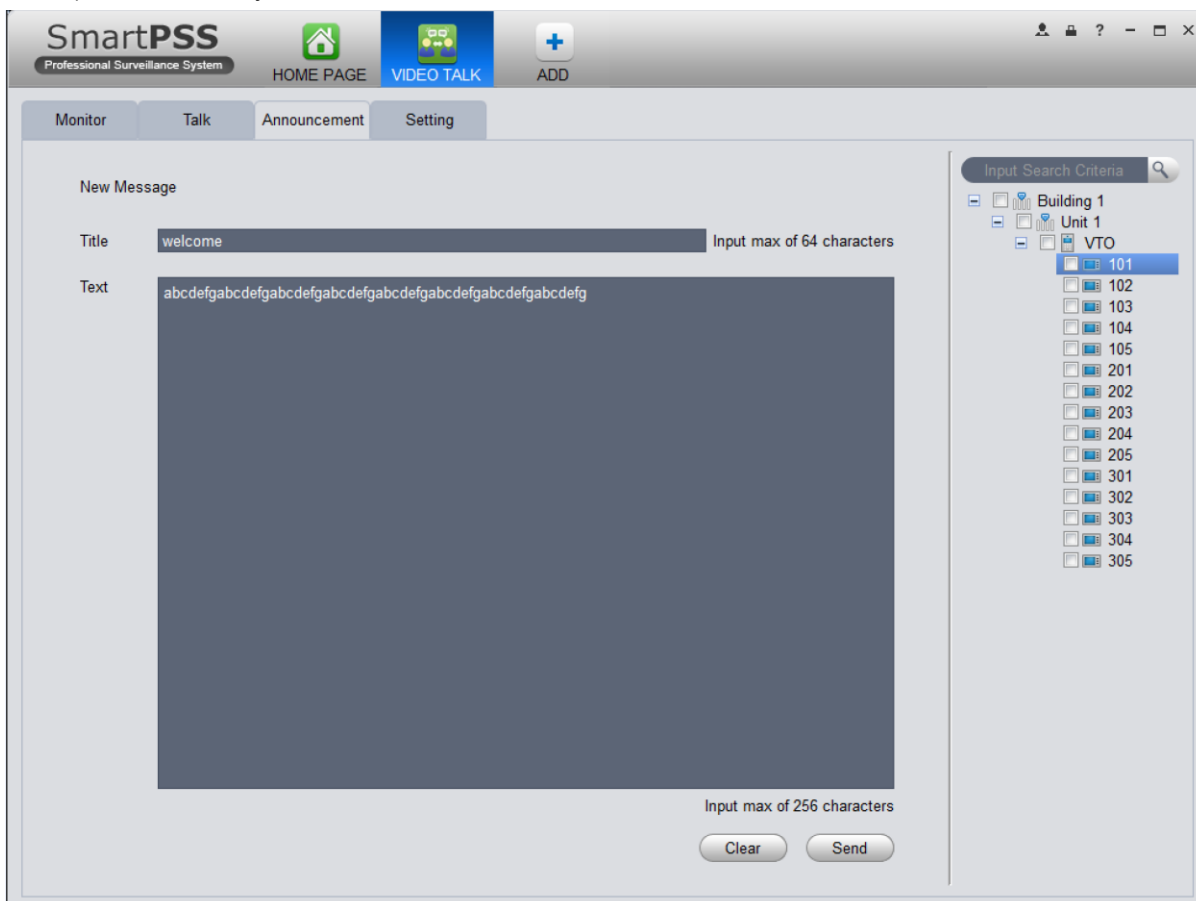 SmartPSS
Professional Surveillance System
HOME PAGE
VIDEO TALK
ADD
Monitor
Talk
Announcement
Setting
New Message
Title
welcome
Input max of 64 characters
Text
abcdefgabcdefgabcdefgabcdefgabcdefgabcdefgabcdefgabcdefg
Input max of 256 characters
Clear
Send
Input Search Criteria
Building 1
Unit 1
VTO
101
102
103
104
105
201
202
203
204
205
301
302
303
304
305